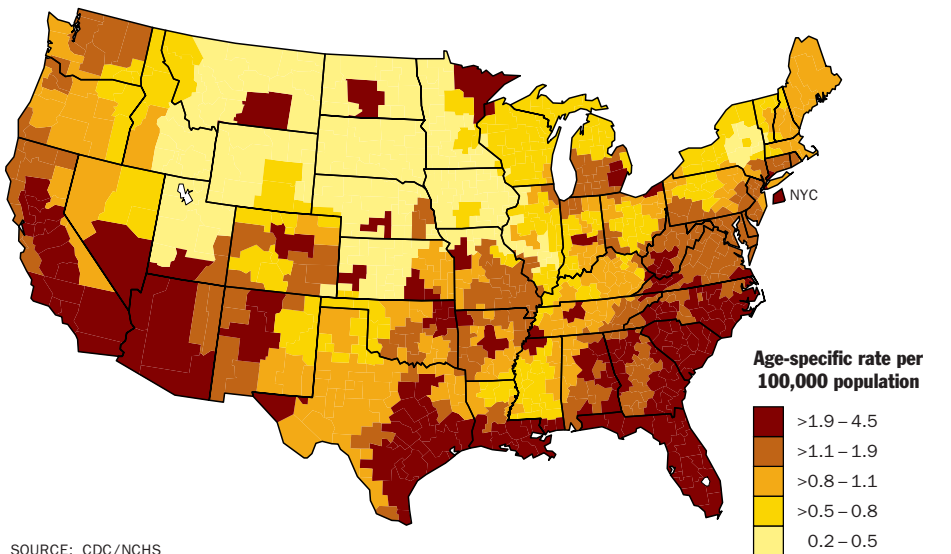 NYC
Age-specific rate per
100,000 population
>1.9 – 4.5
>1.1 – 1.9
>0.8 – 1.1
>0.5 – 0.8
0.2 – 0.5
SOURCE: CDC/NCHS